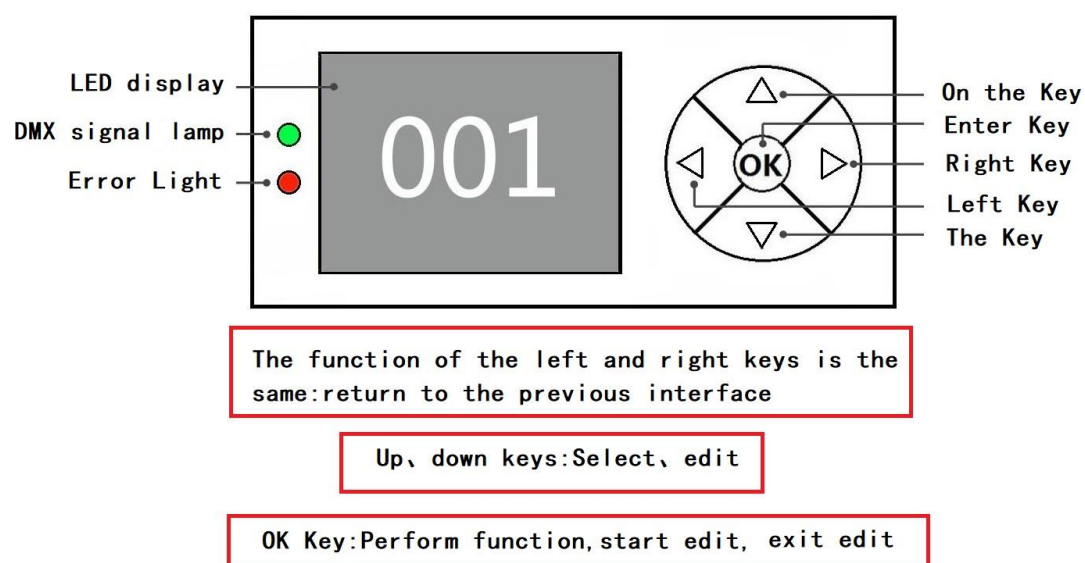 LED display
DMX signal lamp
Error Light
001
OK
On the Key
Enter Key
Right Key
Left Key
The Key
The function of the left and right keys is the
same:return to the previous interface
Up、down keys:Select、edit
OK Key:Perform function,start edit, exit edit